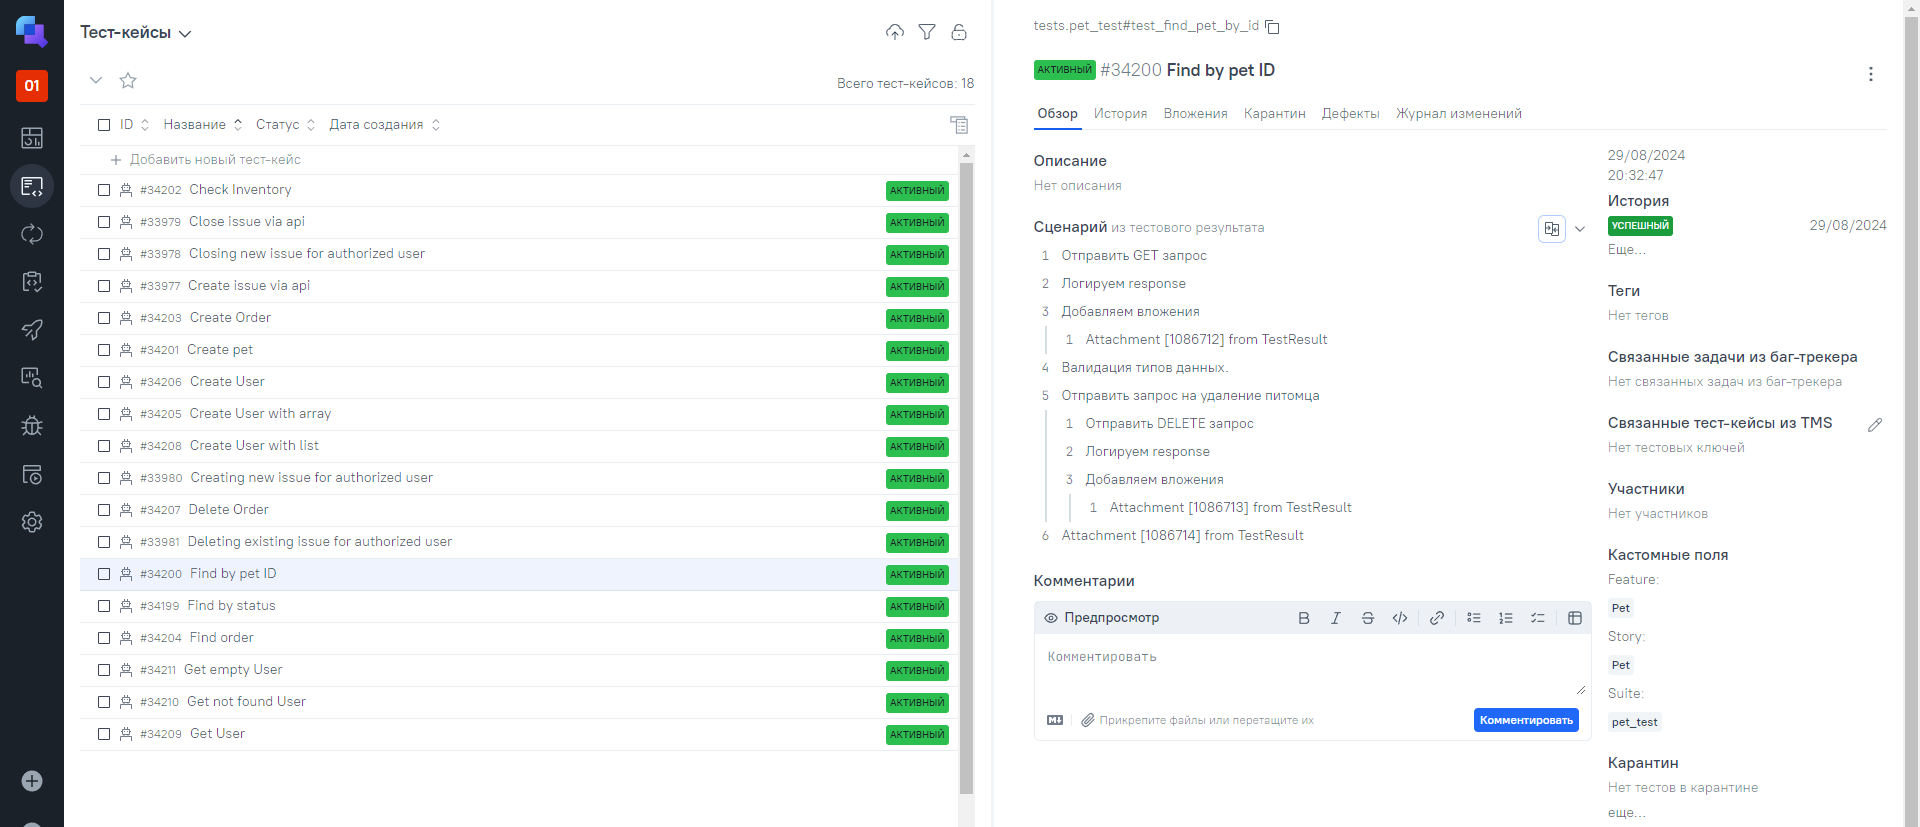 01
Тест-кейсы
Всего тест-кейсов: 18
ID Название Статус Дата создания
Добавить новый тест-кейс
#34202 Check Inventory АКТИВНЫЙ
#33979 Close issue via api АКТИВНЫЙ
#33978 Closing new issue for authorized user АКТИВНЫЙ
#33977 Create issue via api АКТИВНЫЙ
#34203 Create Order АКТИВНЫЙ
#34201 Create pet АКТИВНЫЙ
#34206 Create User АКТИВНЫЙ
#34205 Create User with array АКТИВНЫЙ
#34208 Create User with list АКТИВНЫЙ
#33980 Creating new issue for authorized user АКТИВНЫЙ
#34207 Delete Order АКТИВНЫЙ
#33981 Deleting existing issue for authorized user АКТИВНЫЙ
#34200 Find by pet ID АКТИВНЫЙ
#34199 Find by status АКТИВНЫЙ
#34204 Find order АКТИВНЫЙ
#34211 Get empty User АКТИВНЫЙ
#34210 Get not found User АКТИВНЫЙ
#34209 Get User АКТИВНЫЙ
tests.pet_test#test_find_pet_by_id
АКТИВНЫЙ #34200 Find by pet ID
Обзор История Вложения Карантин Дефекты Журнал изменений
Описание
Нет описания
Сценарий из тестового результата
1 Отправить GET запрос
2 Логируем response
3 Добавляем вложения
1 Attachment [1086712] from TestResult
4 Валидация типов данных.
5 Отправить запрос на удаление питомца
1 Отправить DELETE запрос
2 Логируем response
3 Добавляем вложения
1 Attachment [1086713] from TestResult
6 Attachment [1086714] from TestResult
Комментарии
Предпросмотр
Комментировать
Прикрепите файлы или перетащите их
Комментировать
29/08/2024
20:32:47
История
УСПЕШНЫЙ 29/08/2024
Еще...
Теги
Нет тегов
Связанные задачи из баг-трекера
Нет связанных задач из баг-трекера
Связанные тест-кейсы из TMS
Нет тестовых ключей
Участники
Нет участников
Кастомные поля
Feature:
Pet
Story:
Pet
Suite:
pet_test
Карантин
Нет тестов в карантине
еще...